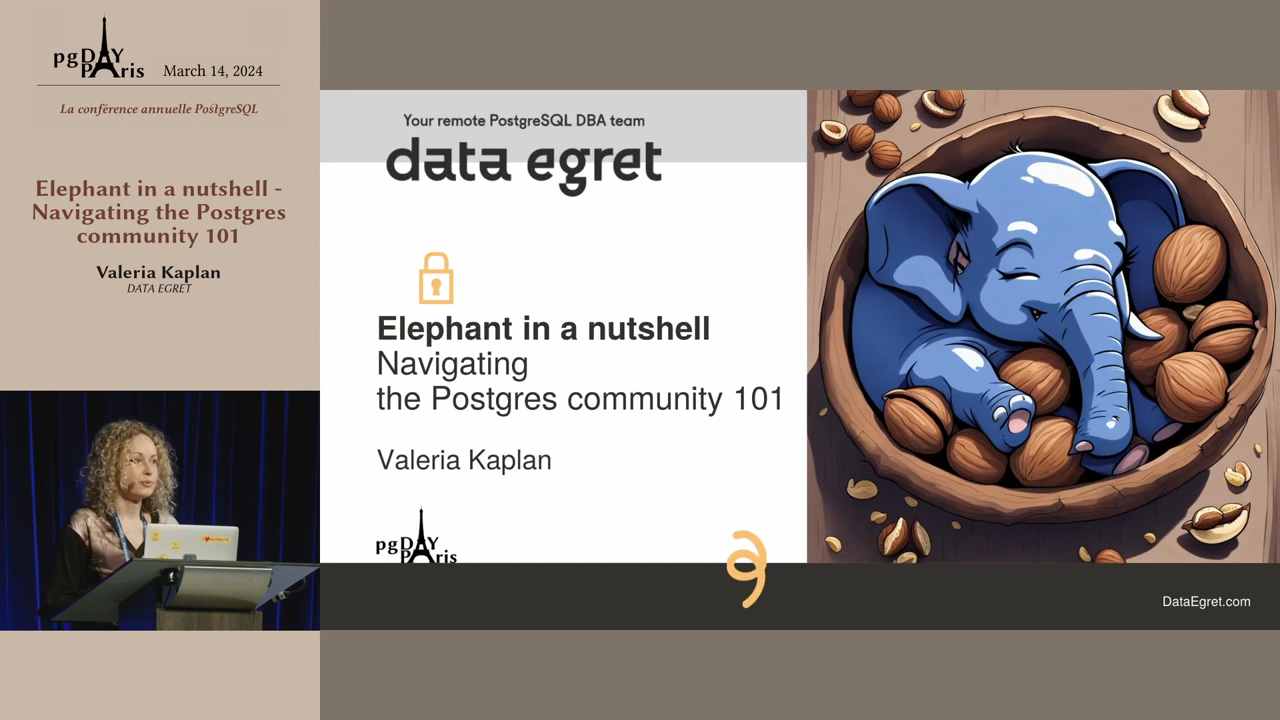 pgDAY
PAris
March 14, 2024
La conférence annuelle PostgreSQL
Elephant in a nutshell -
Navigating the Postgres
community 101
Valeria Kaplan
DATA EGRET
Your remote PostgreSQL DBA team
data egret
Elephant in a nutshell
Navigating
the Postgres community 101
Valeria Kaplan
pgDAY
PAris
DataEgret.com